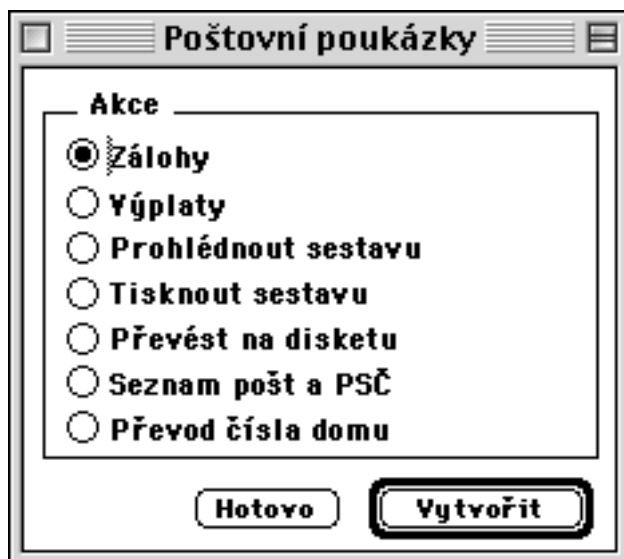 Poštovní poukázky
Akce
Zálohy
Výplaty
Prohlédnout sestavu
Tisknout sestavu
Převést na disketu
Seznam pošt a PSČ
Převod čísla domu
Hotovo
Vytvořit